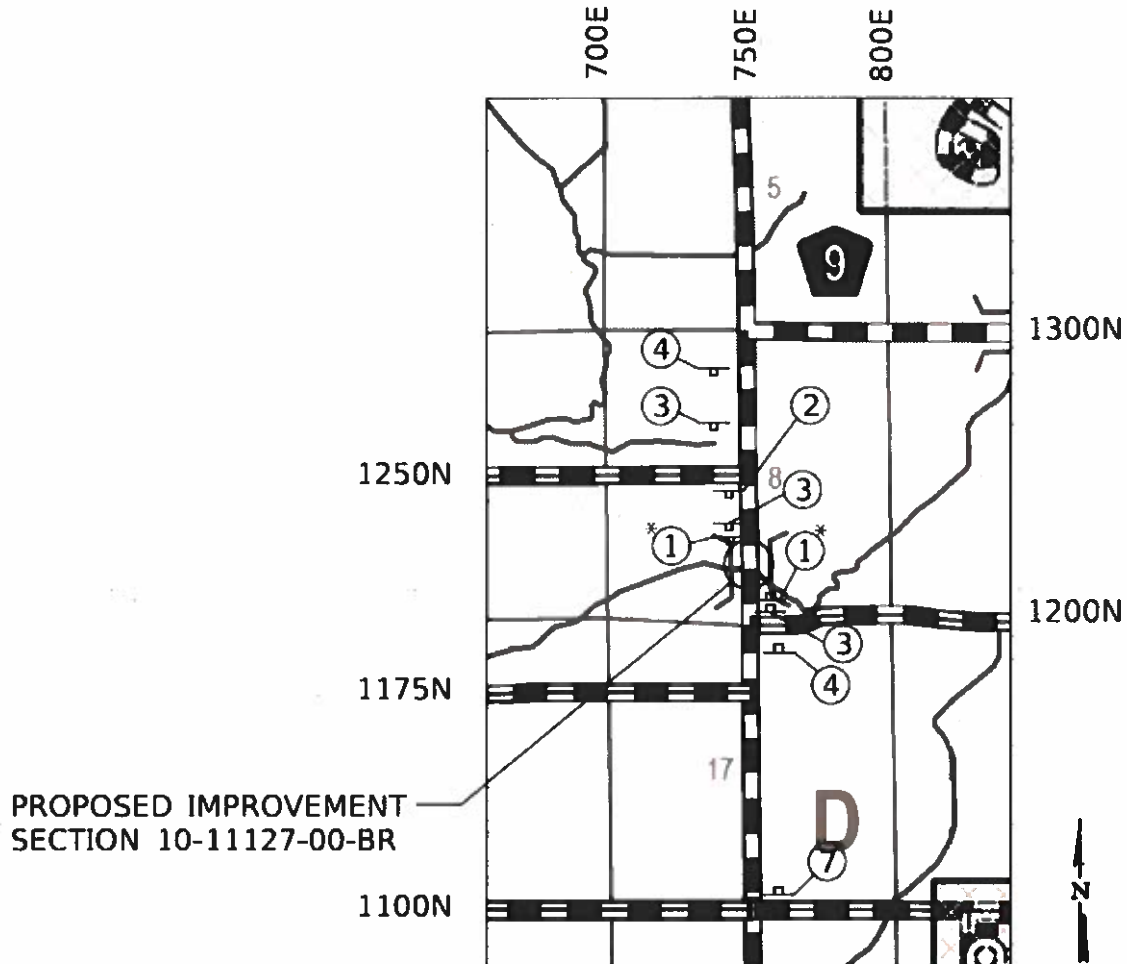 700E
750E
800E
5
9
1300N
4
3
2
1250N
8
3
*
1
1
*
1200N
3
4
1175N
17
PROPOSED IMPROVEMENT
SECTION 10-11127-00-BR
D
7
1100N
N